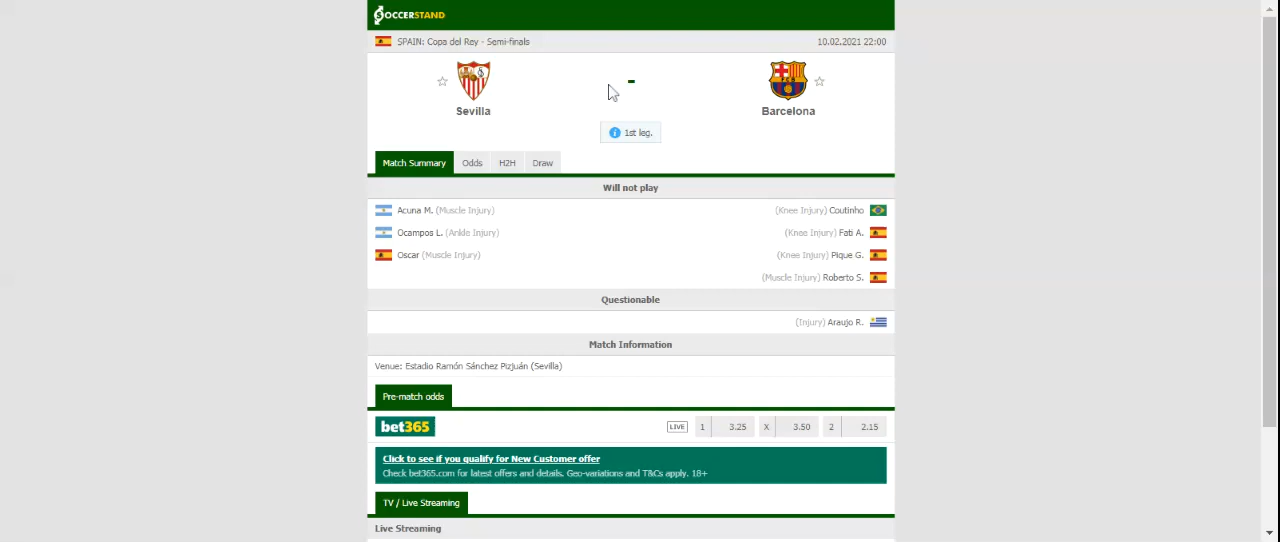 SOCCERSTAND
SPAIN: Copa del Rey - Semi-finals 10.02.2021 22:00
-
Sevilla Barcelona
1st leg.
Match Summary Odds H2H Draw
Will not play
Acuna M. (Muscle Injury) (Knee Injury) Coutinho
Ocampos L. (Ankle Injury) (Knee Injury) Fati A.
Oscar (Muscle Injury) (Knee Injury) Pique G.
(Muscle Injury) Roberto S.
Questionable
(Injury) Araujo R.
Match Information
Venue: Estadio Ramón Sánchez Pizjuán (Sevilla)
Pre-match odds
bet365 LIVE 1 3.25 X 3.50 2 2.15
Click to see if you qualify for New Customer offer
Check bet365.com for latest offers and details. Geo-variations and T&Cs apply. 18+
TV / Live Streaming
Live Streaming